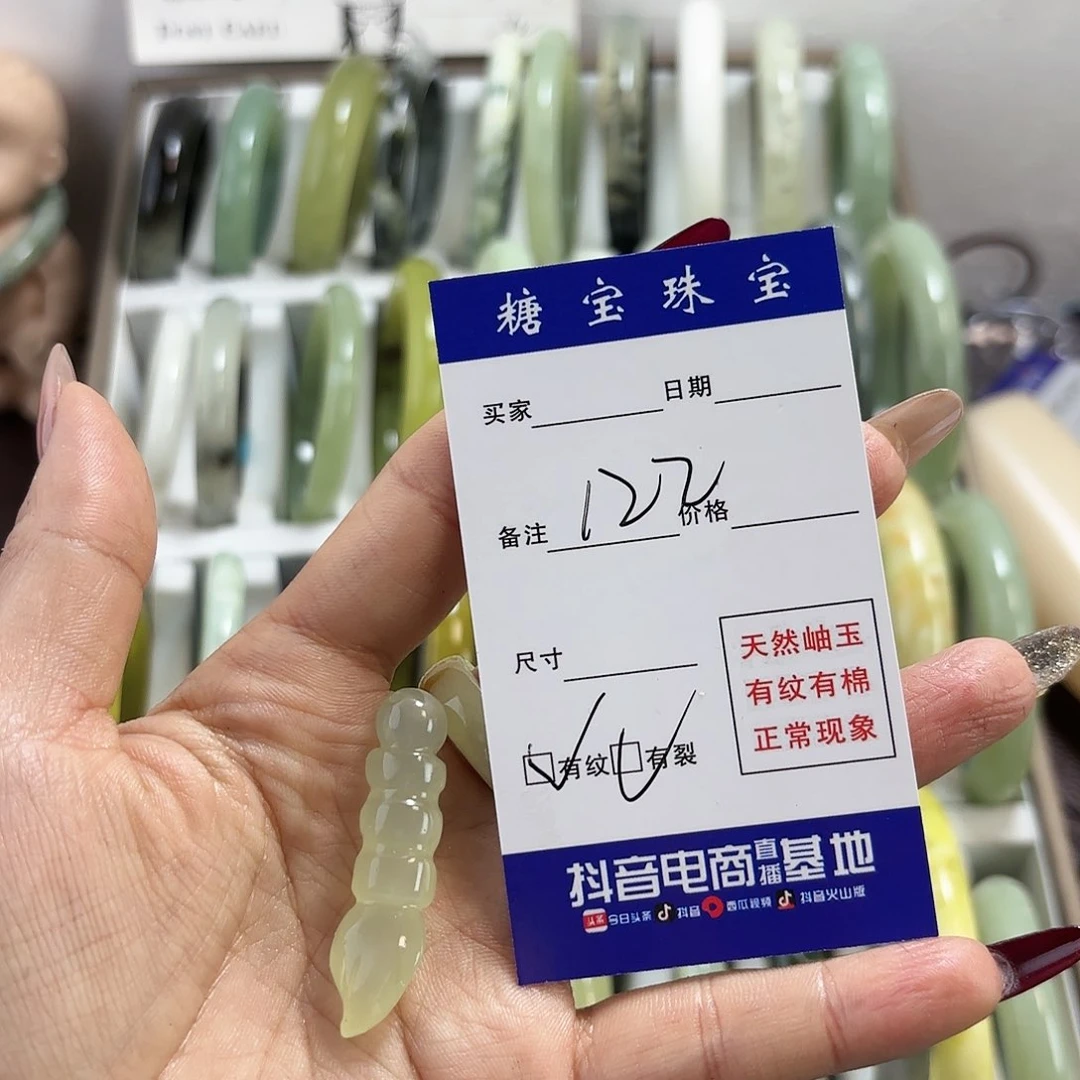 糖宝珠宝
买家 日期
备注 122 价格
尺寸
天然岫玉
有纹有棉
正常现象
有纹 有裂
抖音电商直播基地
头条 今日头条 抖音 西瓜视频 抖音火山版